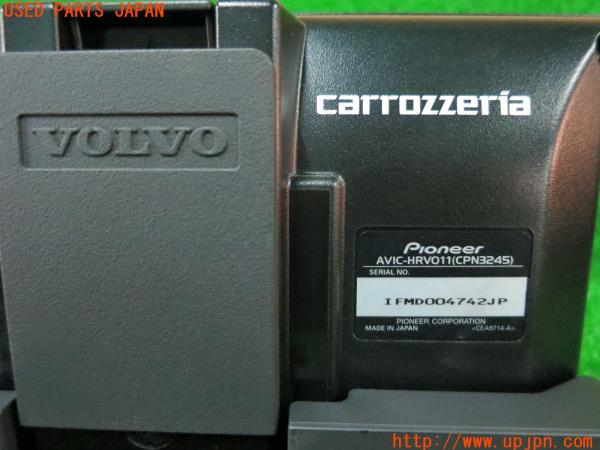 USED PARTS JAPAN
carrozzeria
VOLVO
Pioneer
AVIC-HRV011(CPN3245)
SERIAL NO.
IFMD004742JP
PIONEER CORPORATION
MADE IN JAPAN <CEA9714-A>
http://www.upjpn.com/